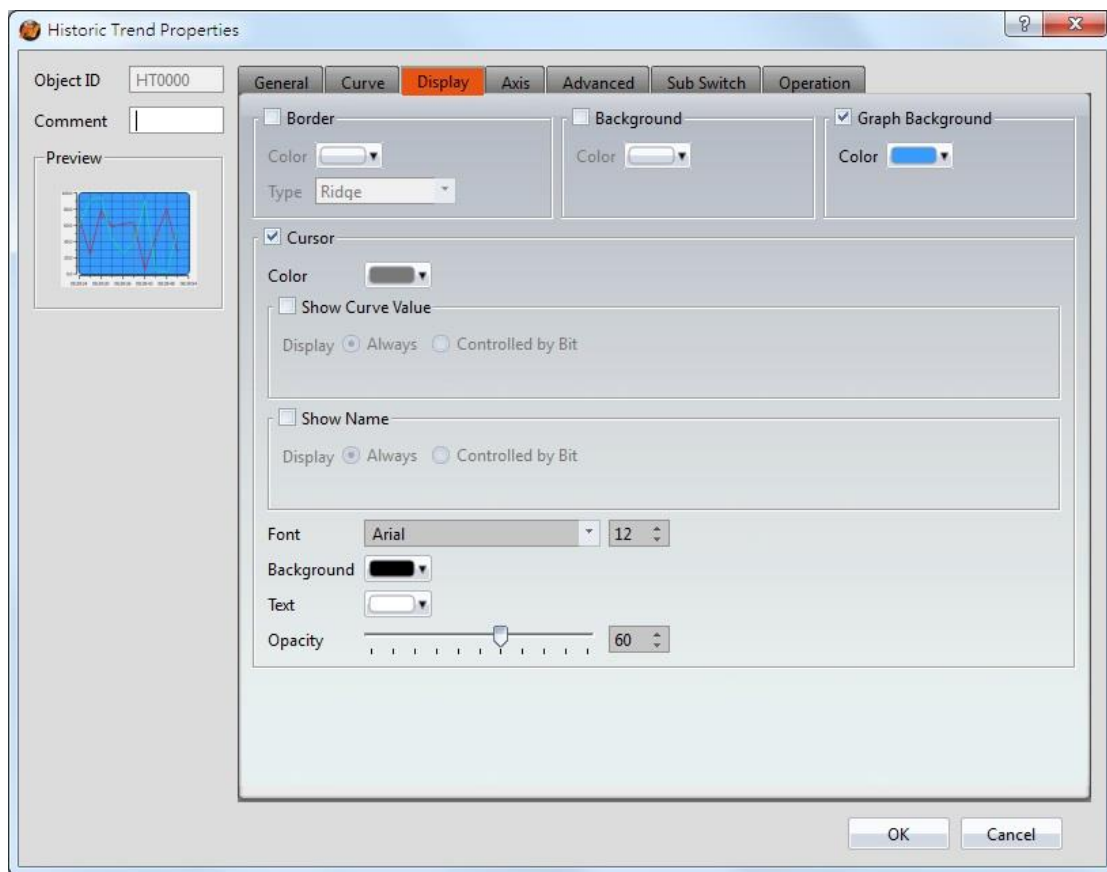 Historic Trend Properties
Object ID HT0000
Comment
Preview
General Curve Display Axis Advanced Sub Switch Operation
Border Background Graph Background
Color Color Color
Type Ridge
Cursor
Color
Show Curve Value
Display Always Controlled by Bit
Show Name
Display Always Controlled by Bit
Font Arial 12
Background
Text
Opacity 60
OK Cancel